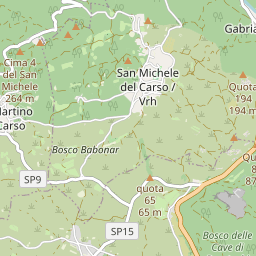 Gabria
Cima 4
del San
Michele
264 m
San Michele
del Carso /
Vrh
Quota
194
194 m
Martino
Carso
Bosco Babonar
SP9
quota
65
65 m
SP15
Bosco delle
Cave di